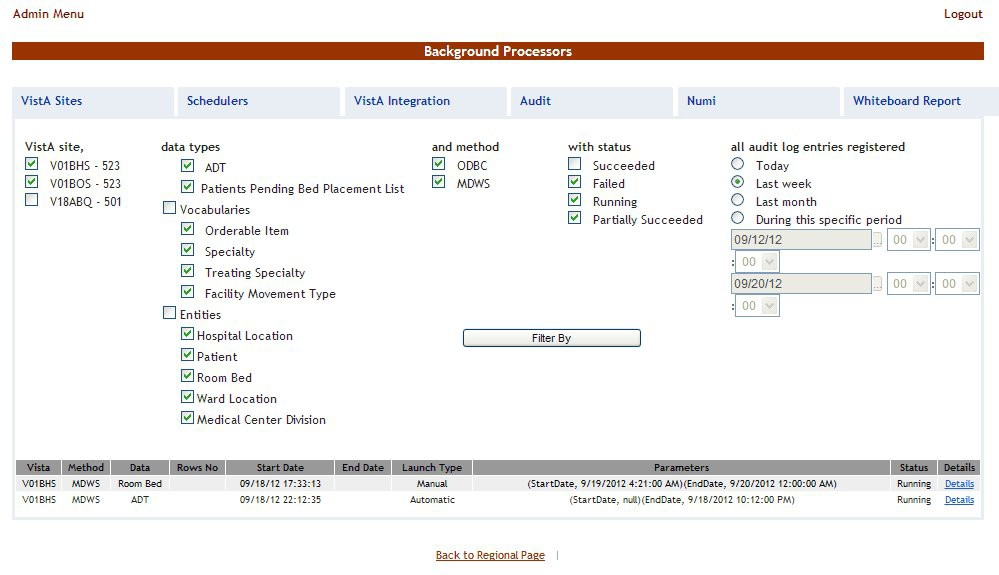 Admin Menu Logout
Background Processors
VistA Sites Schedulers VistA Integration Audit Numi Whiteboard Report
VistA site, data types and method with status all audit log entries registered
V01BHS - 523 ADT ODBC Succeeded Today
V01BOS - 523 Patients Pending Bed Placement List MDWS Failed Last week
V18ABQ - 501 Vocabularies Running Last month
Orderable Item Partially Succeeded During this specific period
Specialty 09/12/12 ... 00 : 00
Treating Specialty : 00
Facility Movement Type 09/20/12 ... 00 : 00
Entities : 00
Hospital Location Filter By
Patient
Room Bed
Ward Location
Medical Center Division
Vista Method Data Rows No Start Date End Date Launch Type Parameters Status Details
V01BHS MDWS Room Bed 09/18/12 17:33:13 Manual (StartDate, 9/19/2012 4:21:00 AM)(EndDate, 9/20/2012 12:00:00 AM) Running Details
V01BHS MDWS ADT 09/18/12 22:12:35 Automatic (StartDate, null)(EndDate, 9/18/2012 10:12:00 PM) Running Details
Back to Regional Page |